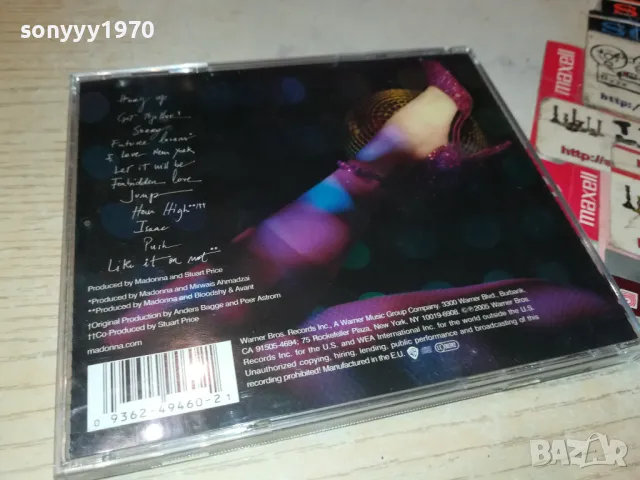 sonyyy1970
Hung up
Get Together*
Sorry
Future Lovers*
I Love New York
Let it will be
Forbidden Love
Jump
How High**/††
Isaac
Push
Like it or not**
Produced by Madonna and Stuart Price
*Produced by Madonna and Mirwais Ahmadzai
**Produced by Madonna and Bloodshy & Avant
†Original Production by Anders Bagge and Peer Astrom
††Co-Produced by Stuart Price
madonna.com
Warner Bros. Records Inc., A Warner Music Group Company, 3300 Warner Blvd., Burbank,
CA 91505-4694; 75 Rockefeller Plaza, New York, NY 10019-6908. ©℗2005 Warner Bros.
Records Inc. for the U.S. and WEA International Inc. for the world outside the U.S.
Unauthorized copying, hiring, lending, public performance and broadcasting of this
recording prohibited! Manufactured in the E.U.
0 9362-49460-2 1
maxell
http://
maxell
http://
BAZAR
.bg